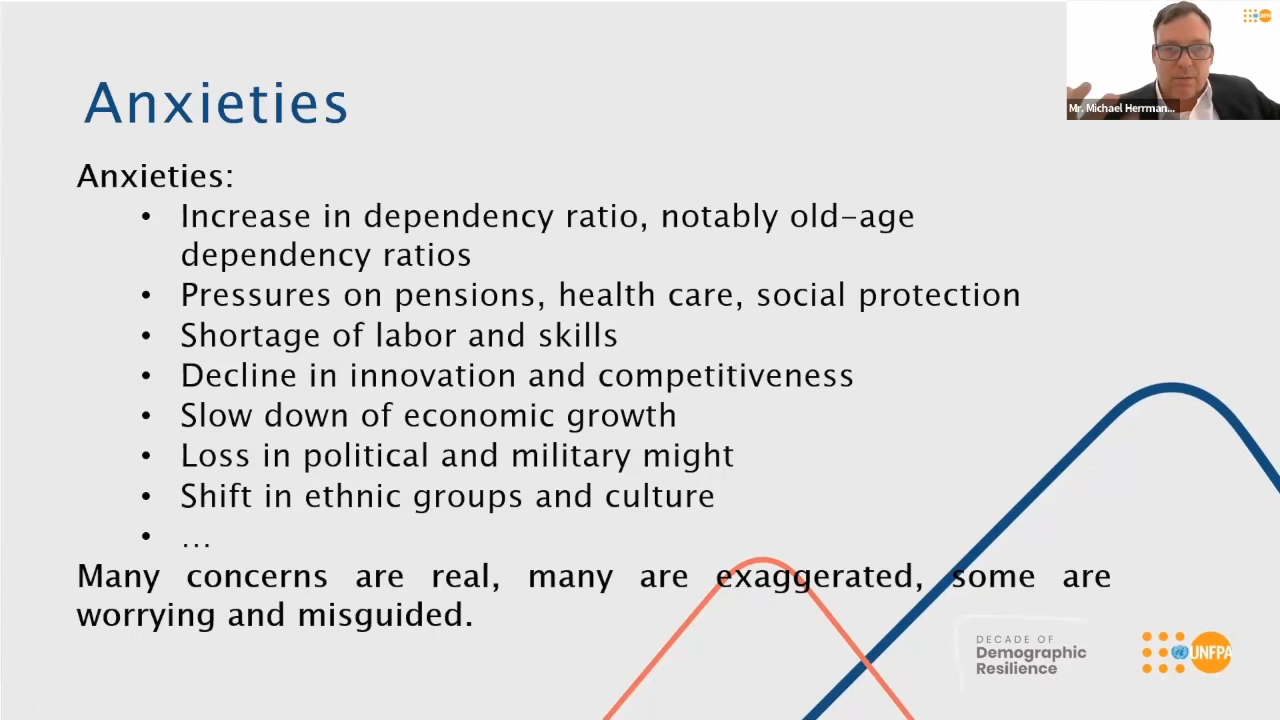 Anxieties
Mr. Michael Herrman...
Anxieties:
• Increase in dependency ratio, notably old-age
dependency ratios
• Pressures on pensions, health care, social protection
• Shortage of labor and skills
• Decline in innovation and competitiveness
• Slow down of economic growth
• Loss in political and military might
• Shift in ethnic groups and culture
• ...
Many concerns are real, many are exaggerated, some are
worrying and misguided.
DECADE OF
Demographic
Resilience
UNFPA